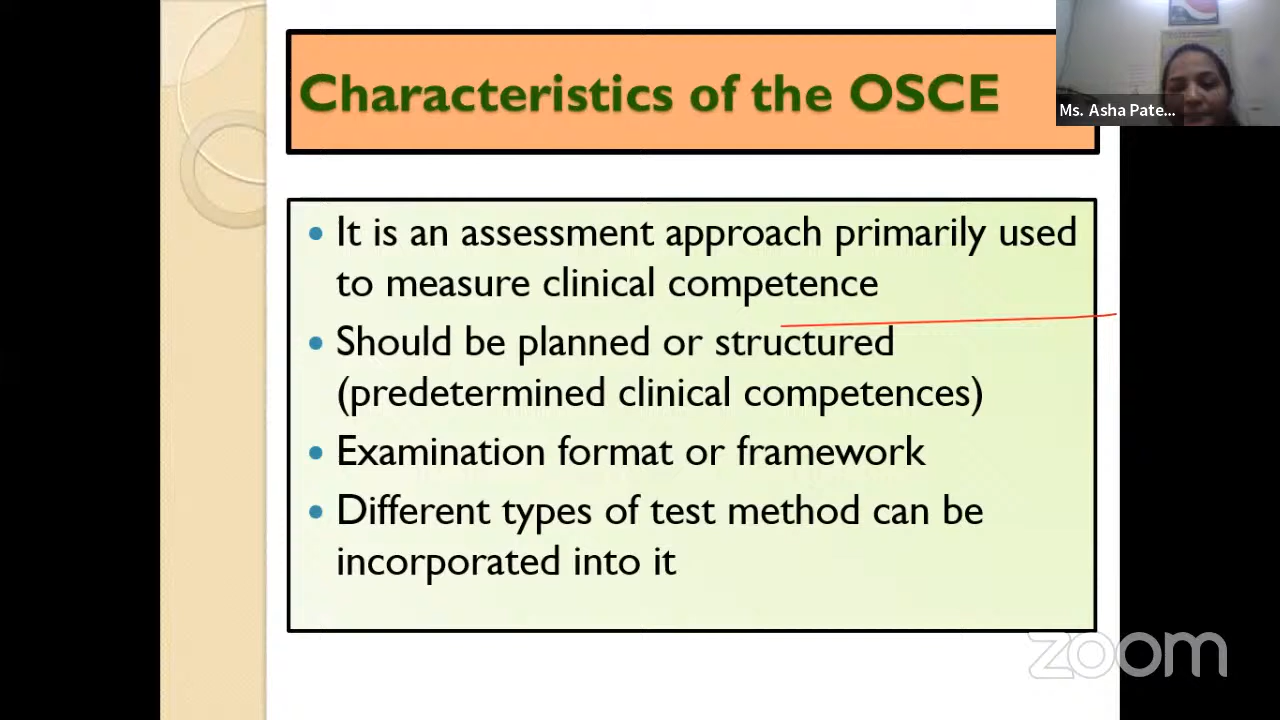 Characteristics of the OSCE
Ms. Asha Pate...
• It is an assessment approach primarily used
to measure clinical competence
• Should be planned or structured
(predetermined clinical competences)
• Examination format or framework
• Different types of test method can be
incorporated into it
zoom